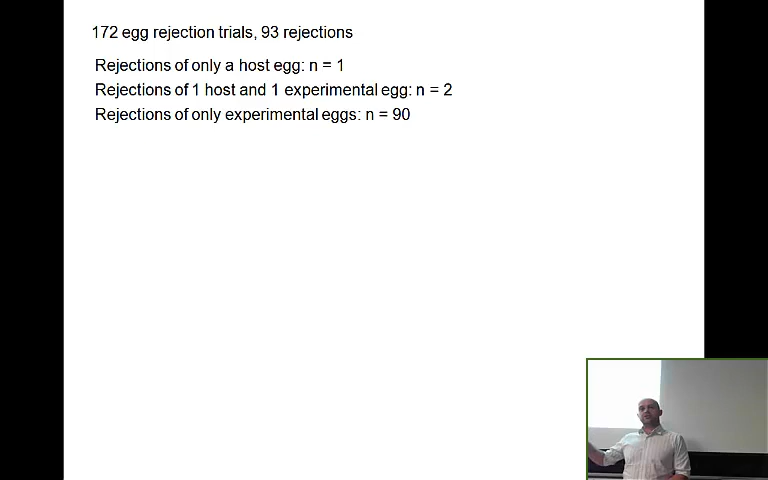 172 egg rejection trials, 93 rejections
Rejections of only a host egg: n = 1
Rejections of 1 host and 1 experimental egg: n = 2
Rejections of only experimental eggs: n = 90